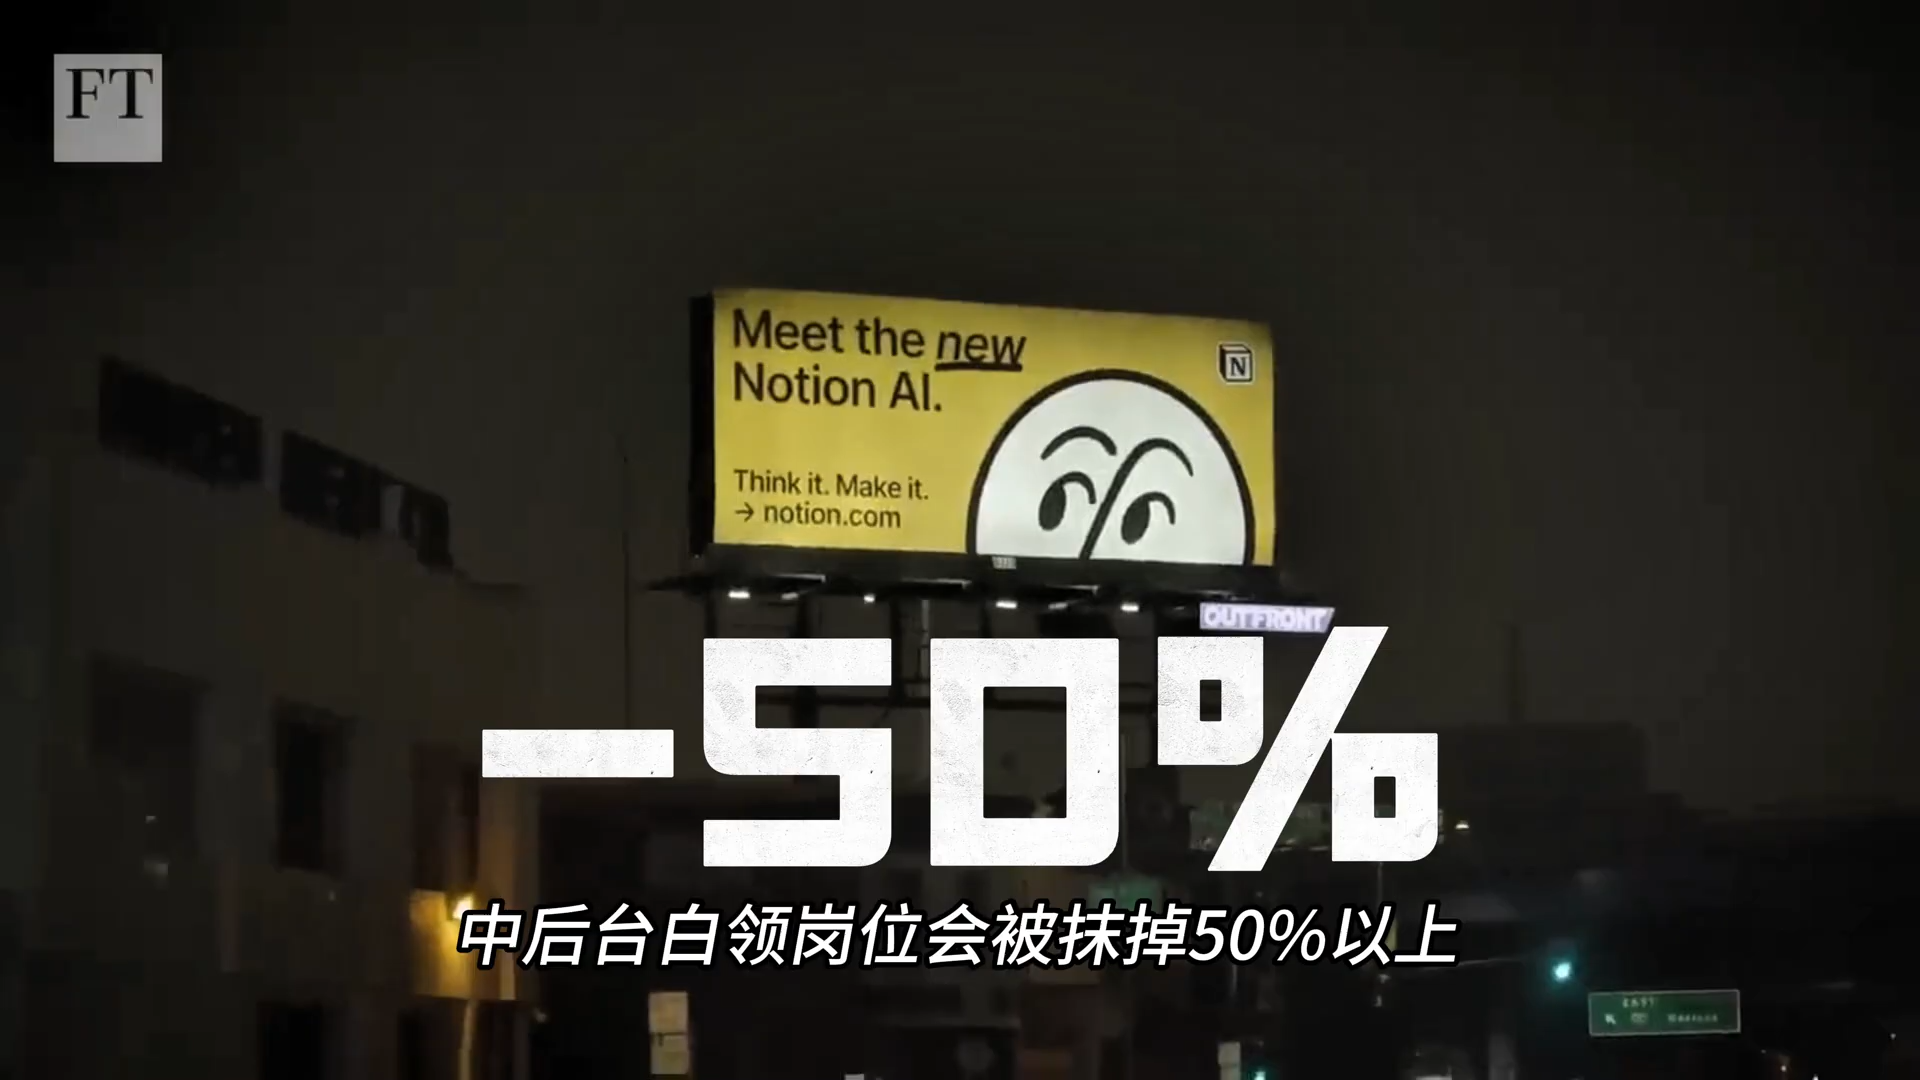 FT
Meet the new
Notion AI.
N
Think it. Make it.
→ notion.com
OUTFRONT
-50%
中后台白领岗位会被抹掉50%以上
EAST